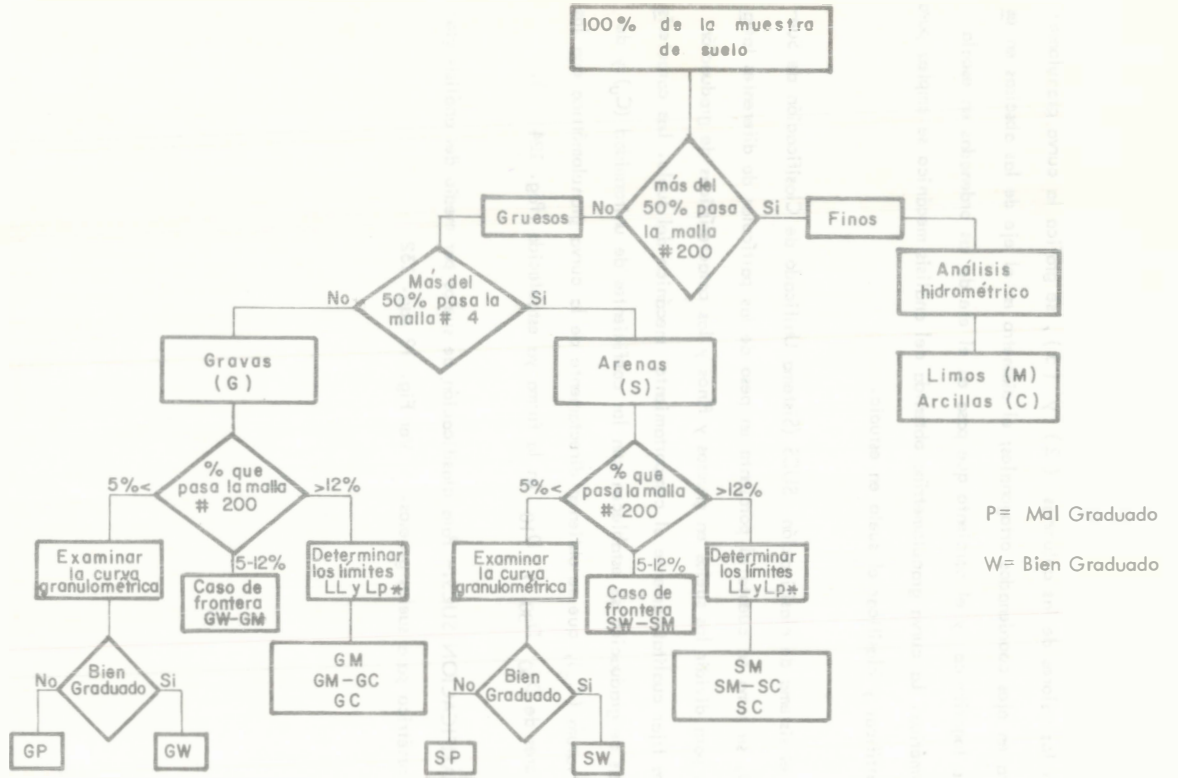 100% de la muestra
de suelo
más del
50% pasa
la malla
# 200
No
Si
Gruesos
Finos
Análisis
hidrométrico
Limos (M)
Arcillas (C)
Más del
50% pasa la
malla # 4
No
Si
Gravas
(G)
Arenas
(S)
% que
pasa la malla
# 200
5%<
>12%
5-12%
Examinar
la curva
granulométrica
Caso de
frontera
GW-GM
Determinar
los límites
LL y Lp*
Bien
Graduado
No
Si
GP
GW
GM
GM-GC
GC
% que
pasa la malla
# 200
5%<
>12%
5-12%
Examinar
la curva
granulométrica
Caso de
frontera
SW-SM
Determinar
los límites
LL y Lp*
Bien
Graduado
No
Si
SP
SW
SM
SM-SC
SC
P= Mal Graduado
W= Bien Graduado